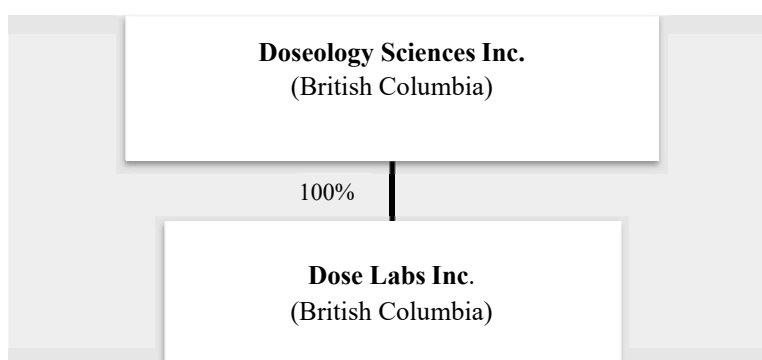 Doseology Sciences Inc.
(British Columbia)
100%
Dose Labs Inc.
(British Columbia)